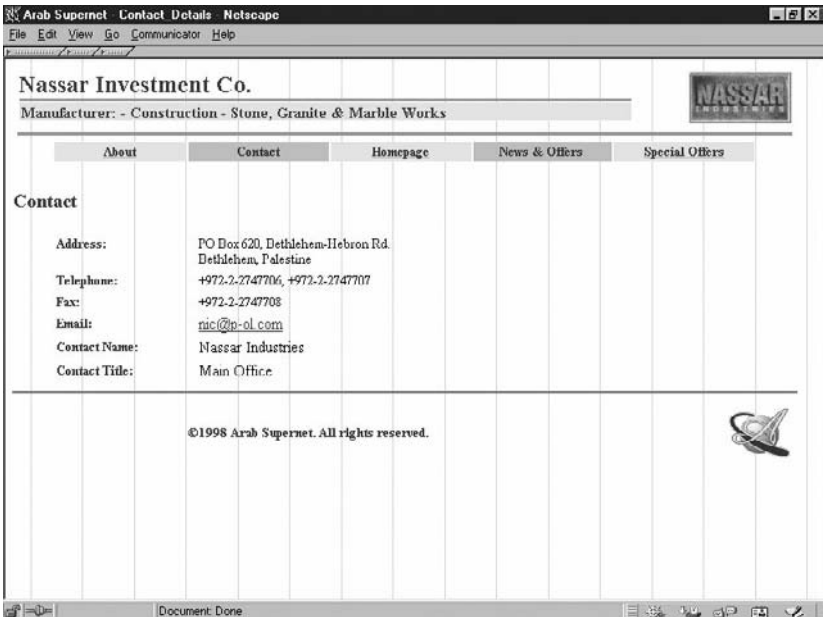 Arab Supernet - Contact_Details - Netscape
File Edit View Go Communicator Help
Nassar Investment Co.
NASSAR
INDUSTRIES
Manufacturer: - Construction - Stone, Granite & Marble Works
About Contact Homepage News & Offers Special Offers
Contact
Address: PO Box 620, Bethlehem-Hebron Rd.
Bethlehem, Palestine
Telephone: +972-2-2747706, +972-2-2747707
Fax: +972-2-2747708
Email: nic@p-ol.com
Contact Name: Nassar Industries
Contact Title: Main Office
©1998 Arab Supernet. All rights reserved.
Document: Done